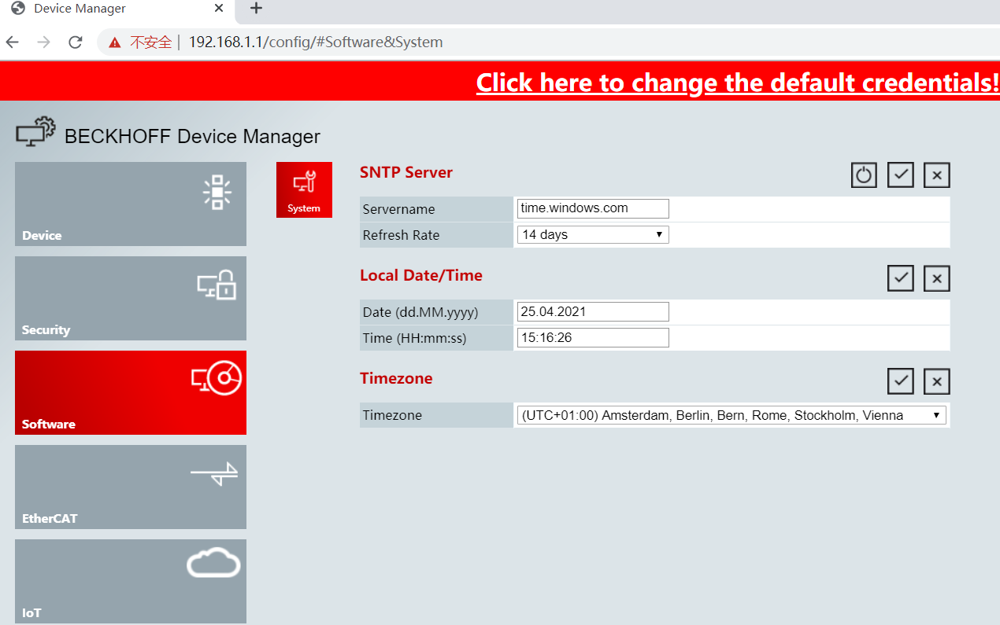 Device Manager
不安全 192.168.1.1/config/#Software&System
Click here to change the default credentials!
BECKHOFF Device Manager
Device
Security
Software
EtherCAT
IoT
System
SNTP Server
Servername time.windows.com
Refresh Rate 14 days
Local Date/Time
Date (dd.MM.yyyy) 25.04.2021
Time (HH:mm:ss) 15:16:26
Timezone
Timezone (UTC+01:00) Amsterdam, Berlin, Bern, Rome, Stockholm, Vienna